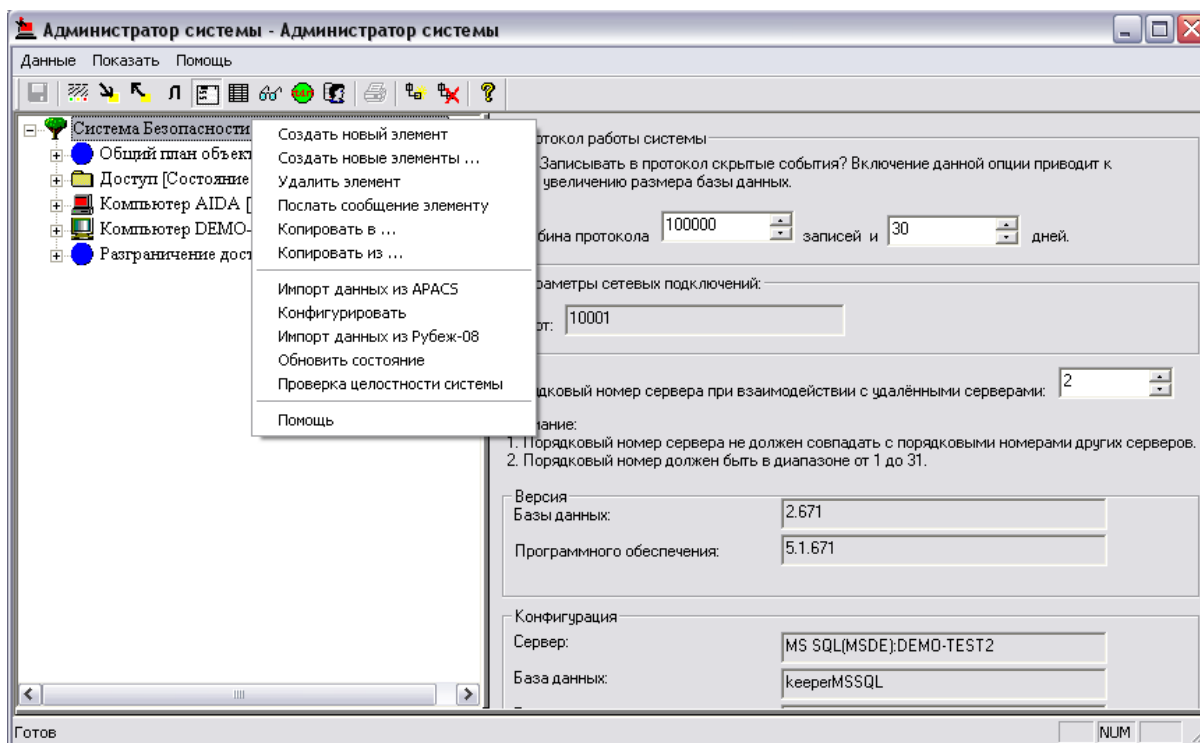 Администратор системы - Администратор системы
Данные Показать Помощь
Система Безопасности
Общий план объект
Доступ [Состояние
Компьютер AIDA [
Компьютер DEMO-
Разграничение дост
Создать новый элемент
Создать новые элементы ...
Удалить элемент
Послать сообщение элементу
Копировать в ...
Копировать из ...
Импорт данных из APACS
Конфигурировать
Импорт данных из Рубеж-08
Обновить состояние
Проверка целостности системы
Помощь
отокол работы системы
Записывать в протокол скрытые события? Включение данной опции приводит к
увеличению размера базы данных.
бина протокола 100000 записей и 30 дней.
раметры сетевых подключений:
рт: 10001
дковый номер сервера при взаимодействии с удалёнными серверами: 2
ание:
1. Порядковый номер сервера не должен совпадать с порядковыми номерами других серверов.
2. Порядковый номер должен быть в диапазоне от 1 до 31.
Версия
Базы данных: 2.671
Программного обеспечения: 5.1.671
Конфигурация
Сервер: MS SQL(MSDE):DEMO-TEST2
База данных: keeperMSSQL
Готов NUM